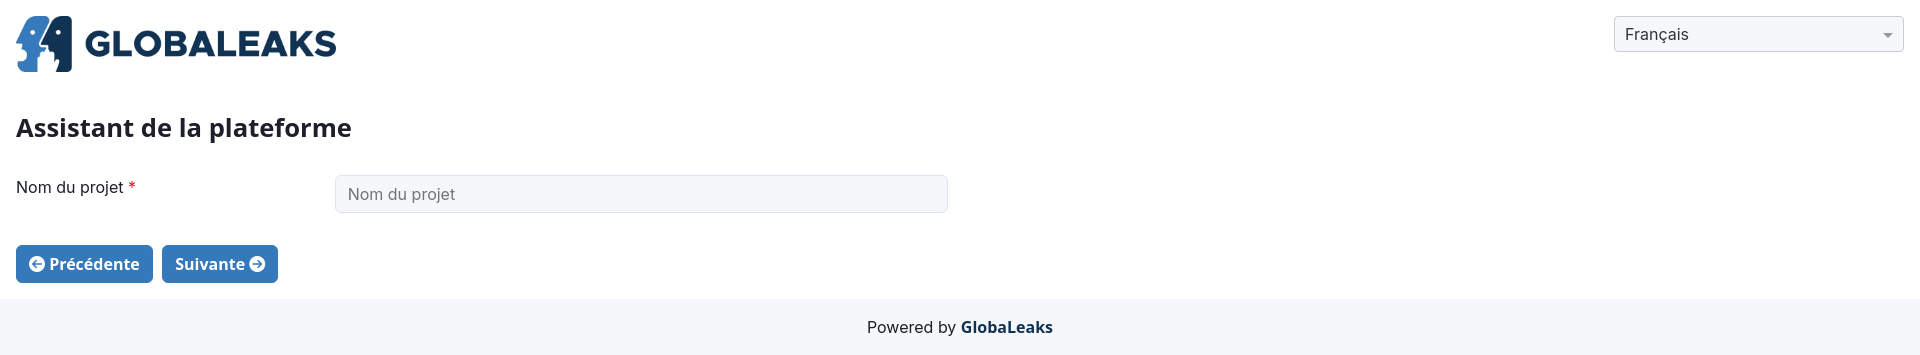 GLOBALEAKS
Français
Assistant de la plateforme
Nom du projet *
Nom du projet
Précédente
Suivante
Powered by GlobaLeaks